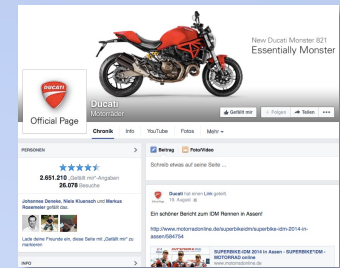 New Ducati Monster 821
Essentially Monster
DUCATI
Official Page
Ducati
Motorräder
Gefällt mir
+ Folgen
Teilen
Chronik
Info
YouTube
Fotos
Mehr
PERSONEN
2.651.210 „Gefällt mir"-Angaben
26.078 Besuche
Johannes Deneke, Niels Kluensch und Markus
Rosemeier gefällt das.
Lade deine Freunde ein, diese Seite mit „Gefällt mir" zu
markieren
INFO
Beitrag
Foto/Video
Schreib etwas auf seine Seite ...
Ducati hat einen Link geteilt.
18. August
Ein schöner Bericht zum IDM Rennen in Assen!
http://www.motorradonline.de/superbikeidm/superbike-idm-2014-in-
assen/584754
SUPERBIKE-IDM 2014 in Assen - SUPERBIKE*IDM -
MOTORRAD online
www.motorradonline.de